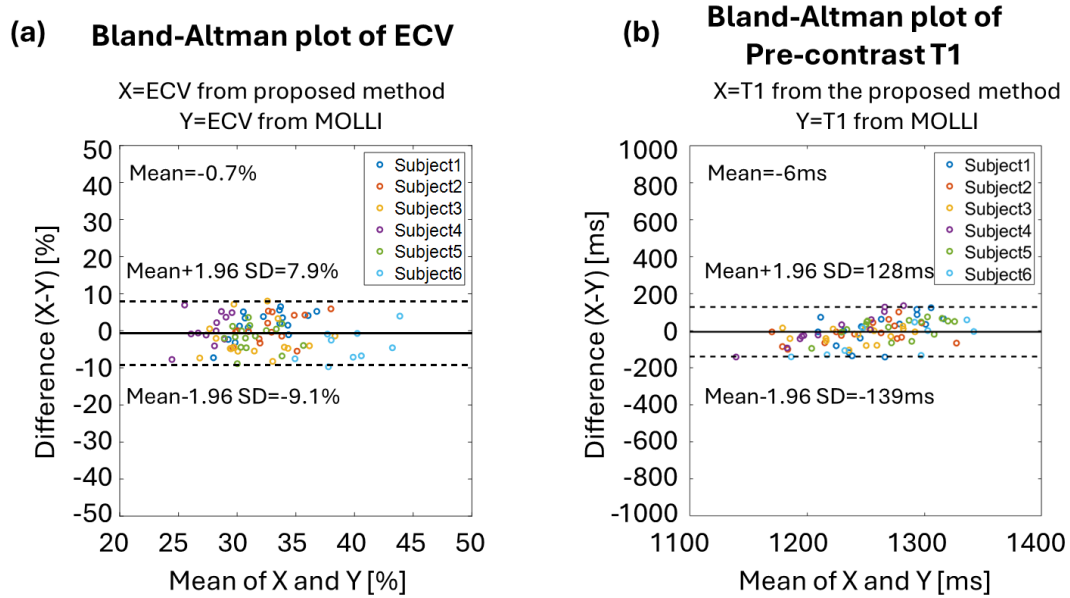 (a)
Bland-Altman plot of ECV
X=ECV from proposed method
Y=ECV from MOLLI
50
40
30
20
10
0
-10
-20
-30
-40
-50
Difference (X-Y) [%]
Mean=-0.7%
Mean+1.96 SD=7.9%
Mean-1.96 SD=-9.1%
Subject1
Subject2
Subject3
Subject4
Subject5
Subject6
20 25 30 35 40 45 50
Mean of X and Y [%]
(b)
Bland-Altman plot of
Pre-contrast T1
X=T1 from the proposed method
Y=T1 from MOLLI
1000
800
600
400
200
0
-200
-400
-600
-800
-1000
Difference (X-Y) [ms]
Mean=-6ms
Mean+1.96 SD=128ms
Mean-1.96 SD=-139ms
Subject1
Subject2
Subject3
Subject4
Subject5
Subject6
1100 1200 1300 1400
Mean of X and Y [ms]